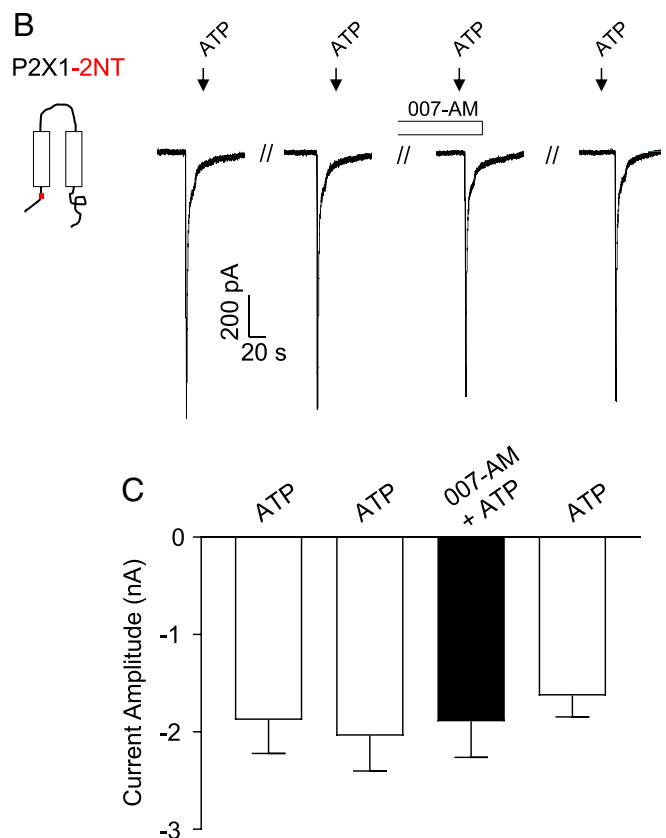 B
P2X1-2NT
ATP
ATP
ATP
ATP
007-AM
//
//
//
200 pA
20 s
C
ATP
ATP
007-AM
+ ATP
ATP
Current Amplitude (nA)
0
-1
-2
-3